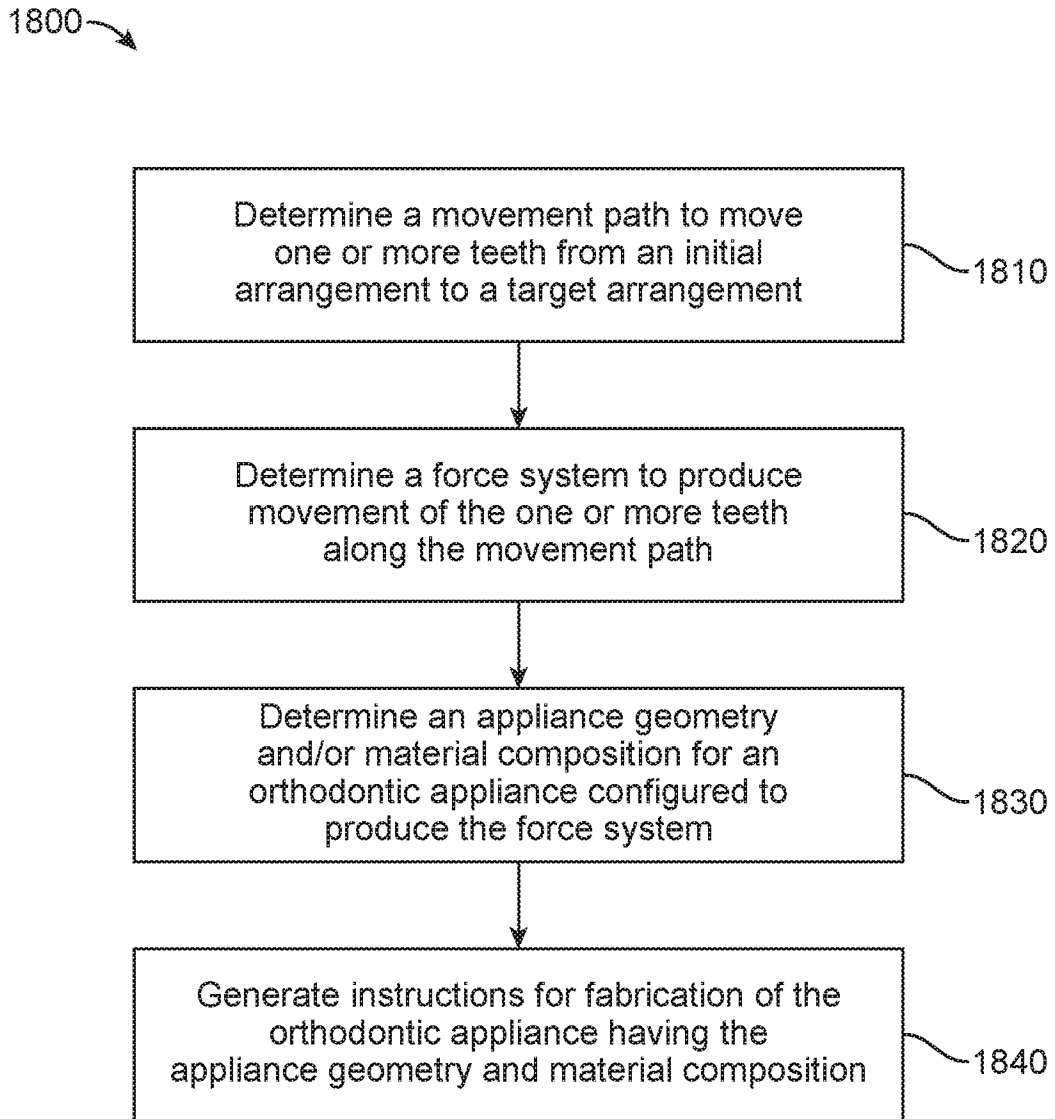 1800
Determine a movement path to move
one or more teeth from an initial
arrangement to a target arrangement
1810
Determine a force system to produce
movement of the one or more teeth
along the movement path
1820
Determine an appliance geometry
and/or material composition for an
orthodontic appliance configured to
produce the force system
1830
Generate instructions for fabrication of the
orthodontic appliance having the
appliance geometry and material composition
1840